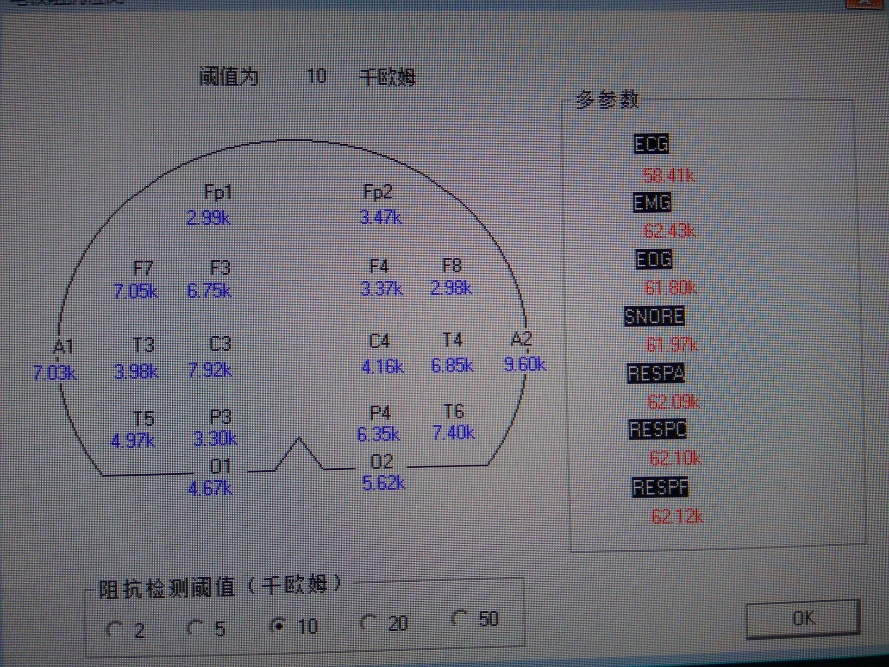 阈值为 10 千欧姆
多参数
ECG
58.41k
EMG
62.43k
EOG
61.80k
SNORE
61.97k
RESPA
62.09k
RESPC
62.10k
RESPF
62.12k
Fp1 Fp2
2.99k 3.47k
F7 F3 F4 F8
7.05k 6.75k 3.37k 2.98k
A1 T3 C3 C4 T4 A2
7.03k 3.98k 7.92k 4.16k 6.85k 9.60k
T5 P3 P4 T6
4.97k 3.30k 6.35k 7.40k
O1 O2
4.67k 5.62k
阻抗检测阈值（千欧姆）
2 5 10 20 50
OK